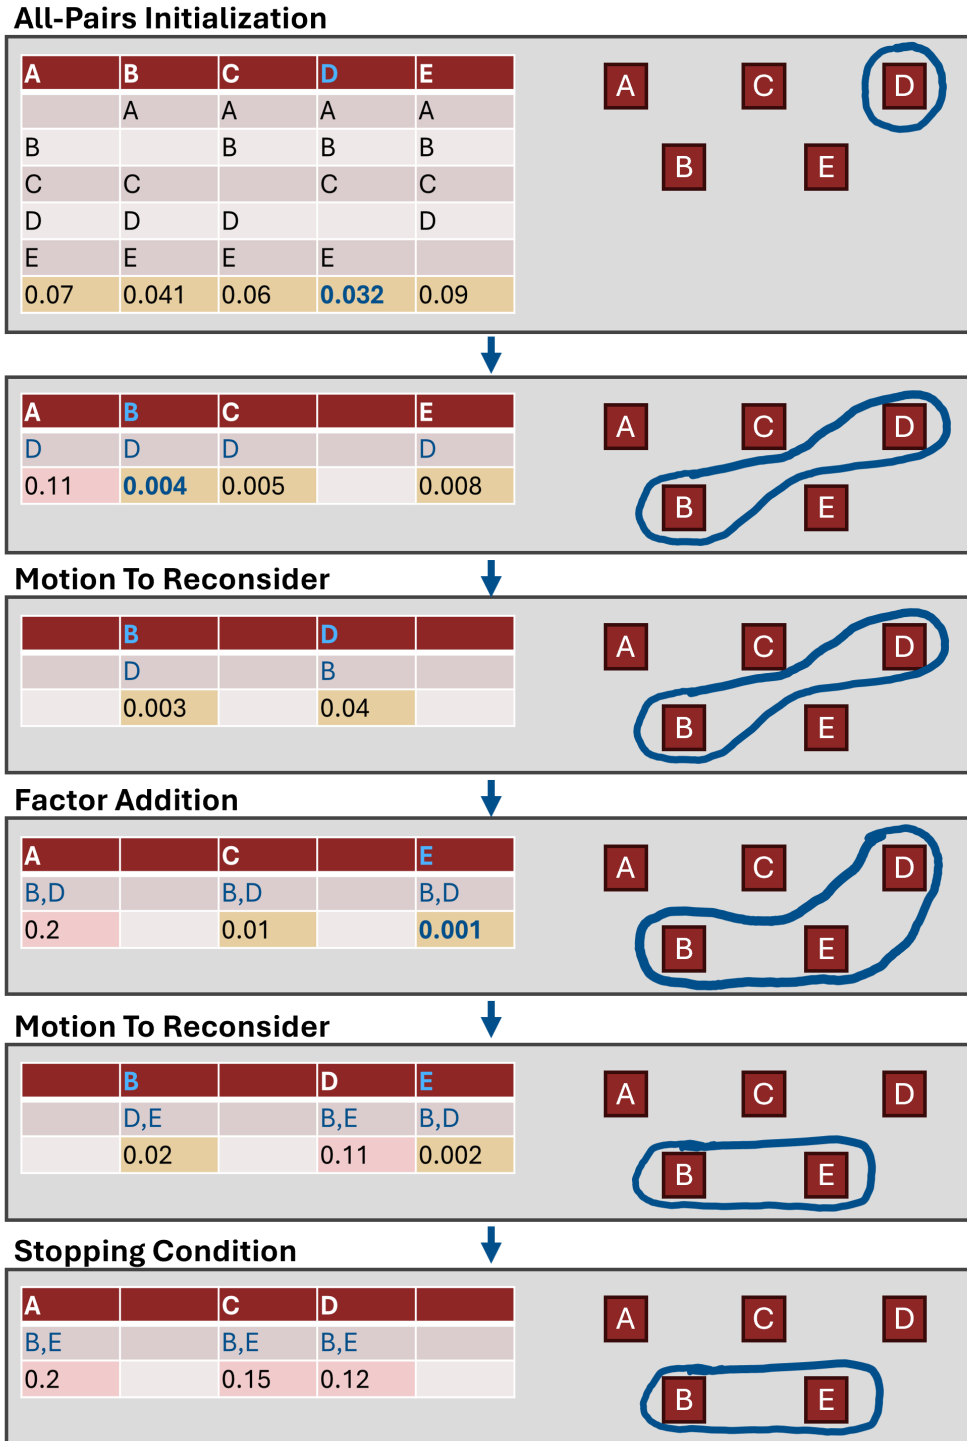 All-Pairs Initialization
A B C D E
A A A A
B B B B
C C C C
D D D D
E E E E
0.07 0.041 0.06 0.032 0.09
A C D
B E
A B C E
D D D D
0.11 0.004 0.005 0.008
A C D
B E
Motion To Reconsider
B D
D B
0.003 0.04
A C D
B E
Factor Addition
A C E
B,D B,D B,D
0.2 0.01 0.001
A C D
B E
Motion To Reconsider
B D E
D,E B,E B,D
0.02 0.11 0.002
A C D
B E
Stopping Condition
A C D
B,E B,E B,E
0.2 0.15 0.12
A C D
B E